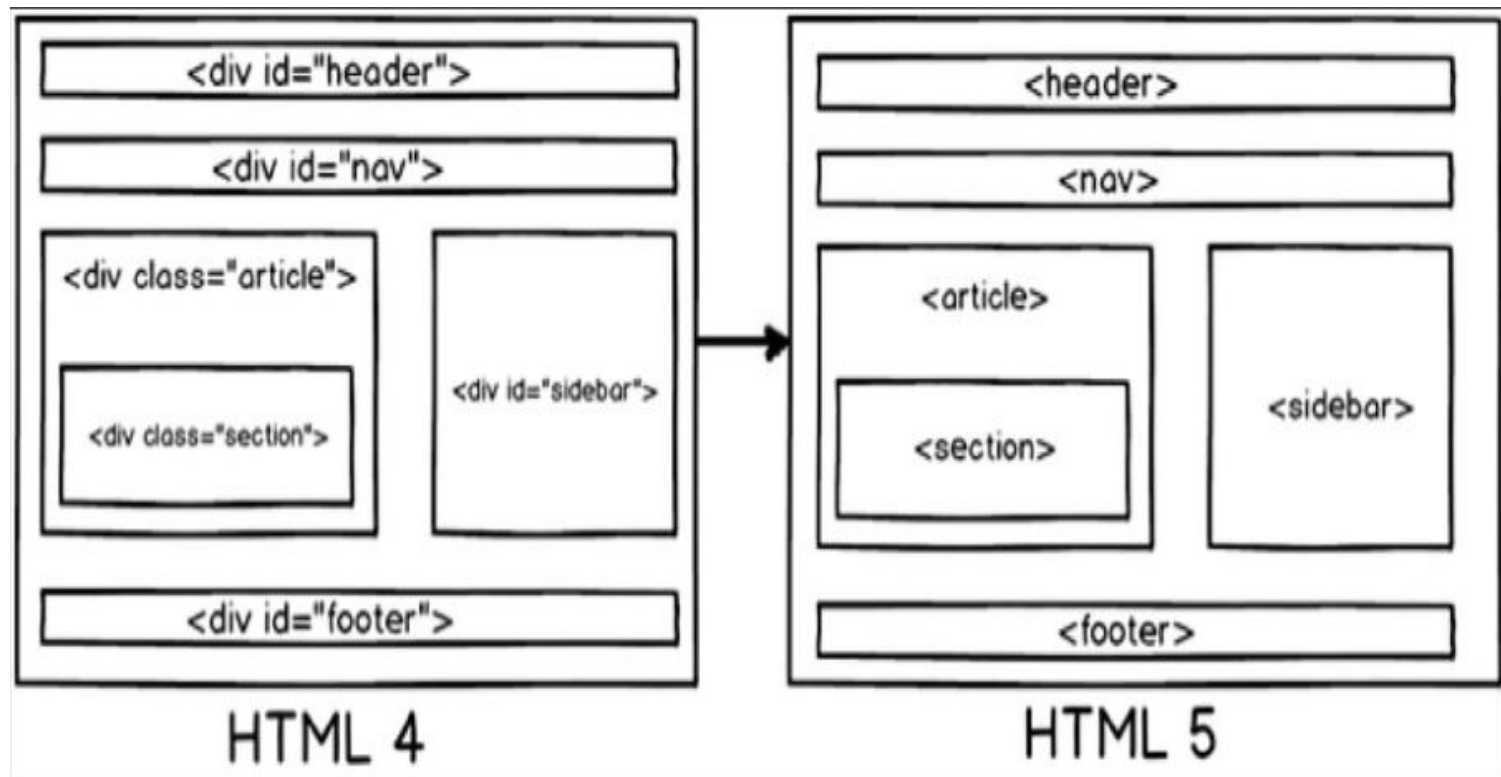 <div id="header">
<div id="nav">
<div class="article">
<div class="section">
<div id="sidebar">
<div id="footer">
HTML 4
<header>
<nav>
<article>
<section>
<sidebar>
<footer>
HTML 5